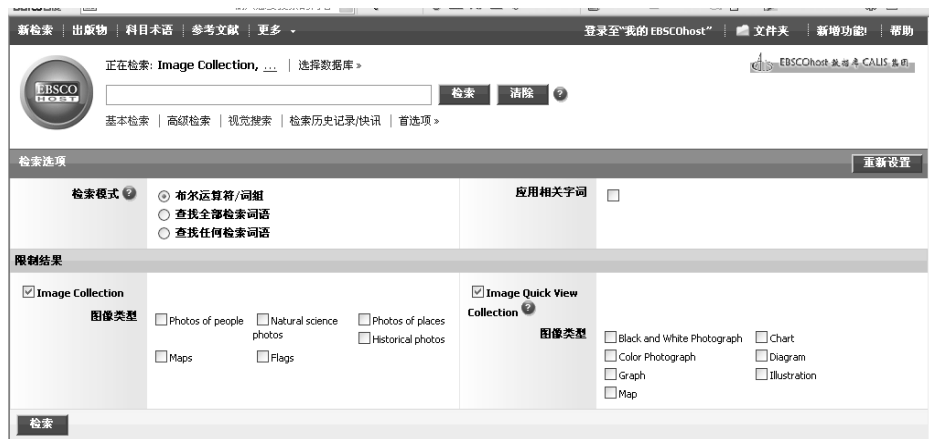 新检索 | 出版物 | 科目术语 | 参考文献 | 更多
登录至“我的 EBSCOhost” | 文件夹 | 新增功能! | 帮助
EBSCO
HOST
正在检索: Image Collection, ... | 选择数据库 »
EBSCOhost 数据库 CALIS 集团
检索 清除 ?
基本检索 | 高级检索 | 视觉搜索 | 检索历史记录/快讯 | 首选项 »
检索选项
重新设置
检索模式 ?
布尔运算符/词组
查找全部检索词语
查找任何检索词语
应用相关字词
限制结果
Image Collection
图像类型
Photos of people
Natural science
photos
Photos of places
Historical photos
Maps
Flags
Image Quick View
Collection ?
图像类型
Black and White Photograph
Chart
Color Photograph
Diagram
Graph
Illustration
Map
检索